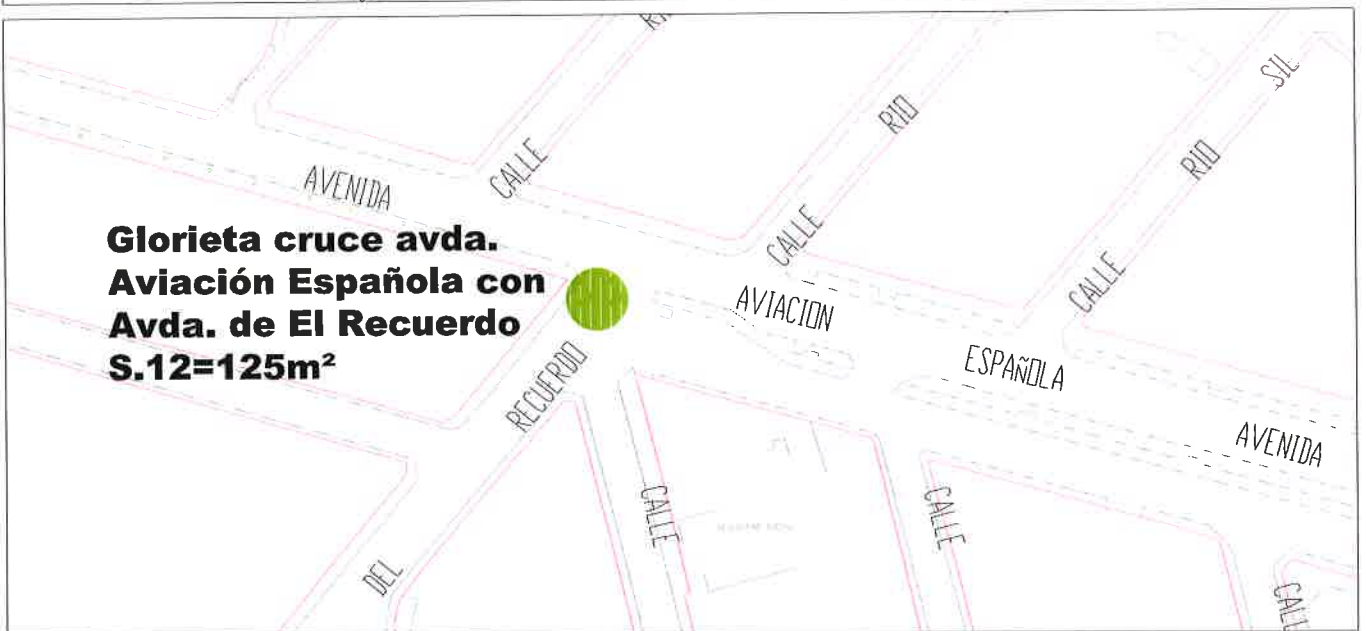 SIL
RIO
RIO
CALLE
AVENIDA
CALLE
CALLE
AVIACION
ESPAÑOLA
AVENIDA
Glorieta cruce avda.
Aviación Española con
Avda. de El Recuerdo
S.12=125m²
RECUERDO
DEL
CALLE
CALLE